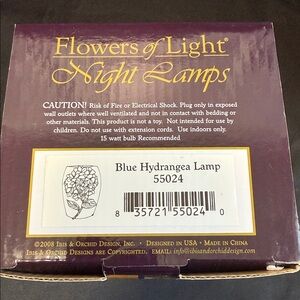 Flowers of Light®
Night Lamps
CAUTION! Risk of Fire or Electrical Shock. Plug only in exposed
wall outlets where well ventilated and not in contact with bedding or
other materials. This product is not a toy. Not intended for use by
children. Do not use with extension cords. Use indoors only.
15 watt bulb Recommended
Blue Hydrangea Lamp
55024
8 35721 55024 0
©2008 Ibis & Orchid Design, Inc. • Designed in USA • Made in China
Ibis & Orchid Designs are Copyrighted. Email: info@ibisandorchiddesign.com